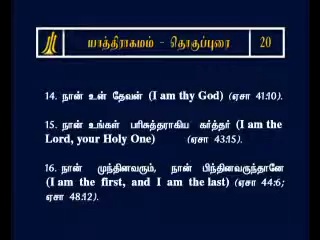 யாத்திராகமம் - தொகுப்புரை
20
14. நான் உன் தேவன் (I am thy God) (ஏசா 41:10).
15. நான் உங்கள் பரிசுத்தராகிய கர்த்தர் (I am the
Lord, your Holy One) (ஏசா 43:15).
16. நான் முந்தினவரும், நான் பிந்தினவருந்தானே
(I am the first, and I am the last) (ஏசா 44:6;
ஏசா 48:12).